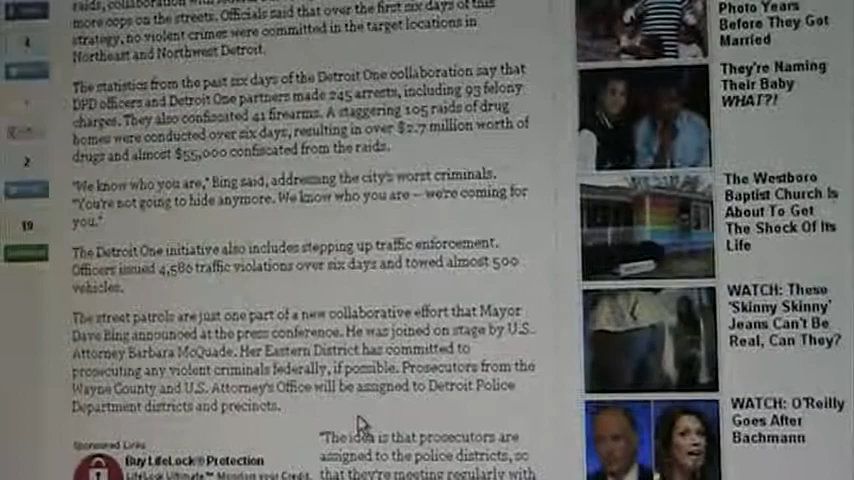 raids, collaboration with
more cops on the streets. Officials said that over the first six days of this
strategy, no violent crimes were committed in the target locations in
Northeast and Northwest Detroit.
The statistics from the past six days of the Detroit One collaboration say that
DPD officers and Detroit One partners made 245 arrests, including 93 felony
charges. They also confiscated 41 firearms. A staggering 105 raids of drug
homes were conducted over six days, resulting in over $2.7 million worth of
drugs and almost $55,000 confiscated from the raids.
"We know who you are," Bing said, addressing the city's worst criminals.
"You're not going to hide anymore. We know who you are – we're coming for
you."
The Detroit One initiative also includes stepping up traffic enforcement.
Officers issued 4,580 traffic violations over six days and towed almost 500
vehicles.
The street patrols are just one part of a new collaborative effort that Mayor
Dave Bing announced at the press conference. He was joined on stage by U.S.
Attorney Barbara McQuade. Her Eastern District has committed to
prosecuting any violent criminals federally, if possible. Prosecutors from the
Wayne County and U.S. Attorney's Office will be assigned to Detroit Police
Department districts and precincts.
"The idea is that prosecutors are
assigned to the police districts, so
that they're meeting regularly with
Sponsored Links
Buy LifeLock® Protection
LifeLock Ultimate™ Monitors your Credit,
2
19
Photo Years
Before They Got
Married
They're Naming
Their Baby
WHAT?!
The Westboro
Baptist Church Is
About To Get
The Shock Of Its
Life
WATCH: These
'Skinny Skinny'
Jeans Can't Be
Real, Can They?
WATCH: O'Reilly
Goes After
Bachmann